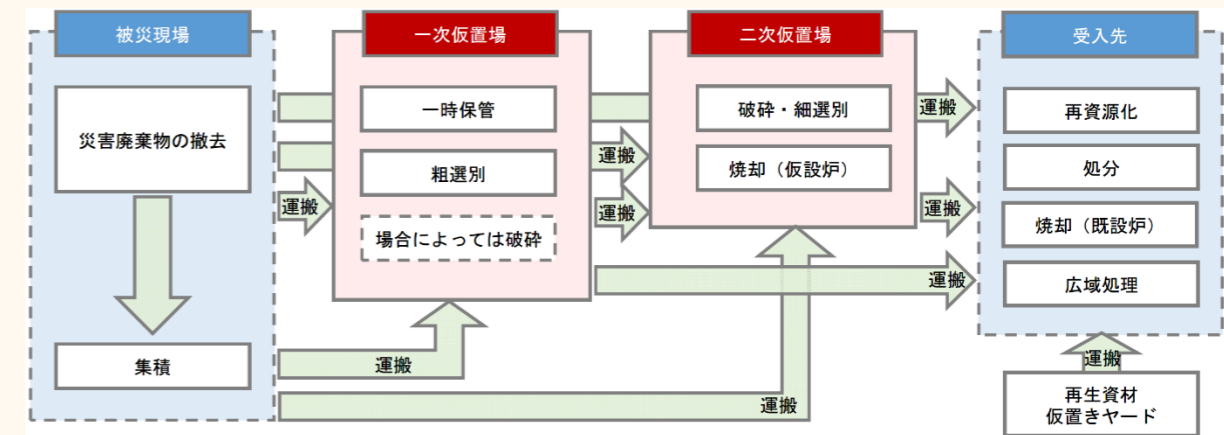 被災現場
災害廃棄物の撤去
集積
運搬
一次仮置場
一時保管
粗選別
場合によっては破砕
運搬
運搬
運搬
運搬
二次仮置場
破砕・細選別
焼却（仮設炉）
運搬
運搬
運搬
運搬
受入先
再資源化
処分
焼却（既設炉）
広域処理
運搬
再生資材
仮置きヤード